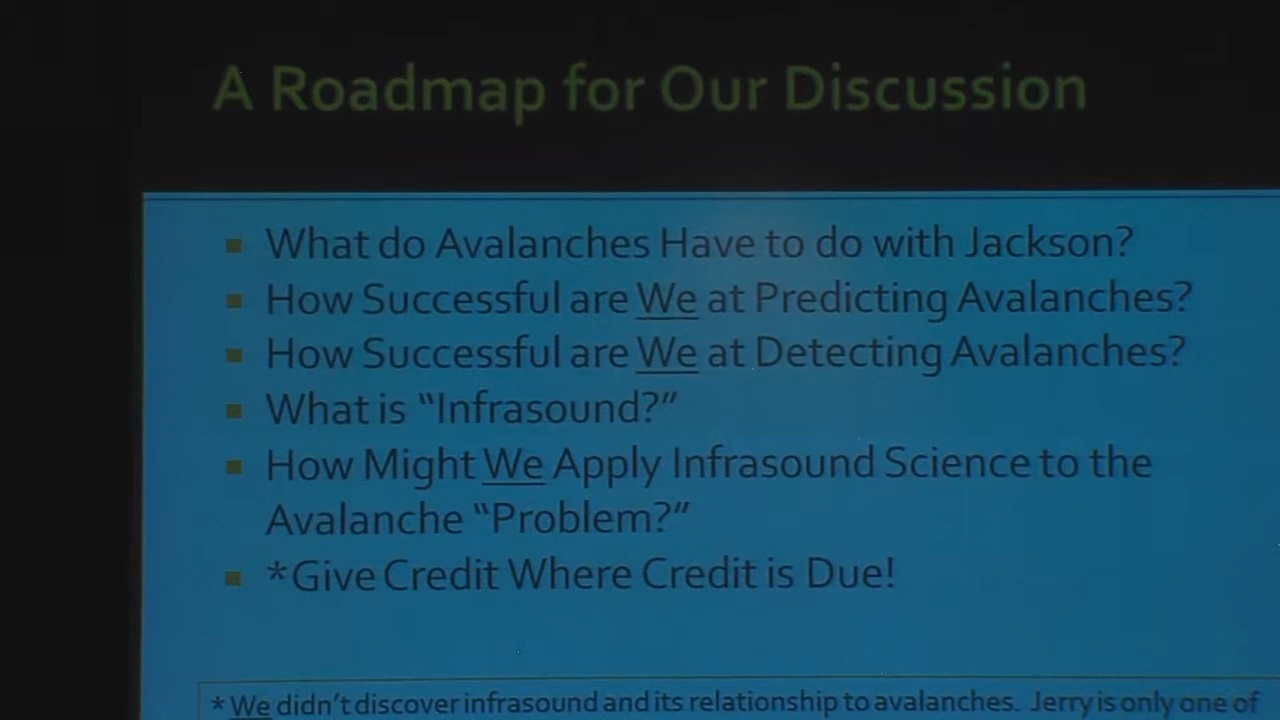 A Roadmap for Our Discussion
What do Avalanches Have to do with Jackson?
How Successful are We at Predicting Avalanches?
How Successful are We at Detecting Avalanches?
What is “Infrasound?”
How Might We Apply Infrasound Science to the
Avalanche “Problem?”
*Give Credit Where Credit is Due!
* We didn’t discover infrasound and its relationship to avalanches. Jerry is only one of